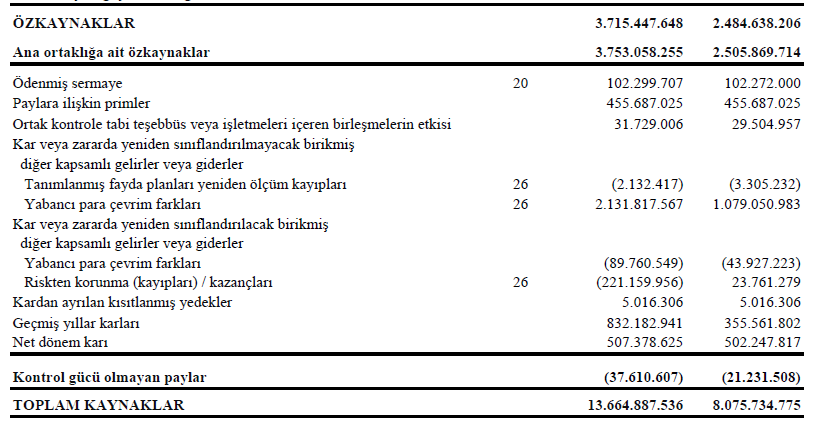 ÖZKAYNAKLAR 3.715.447.648 2.484.638.206
Ana ortaklığa ait özkaynaklar 3.753.058.255 2.505.869.714
Ödenmiş sermaye 20 102.299.707 102.272.000
Paylara ilişkin primler 455.687.025 455.687.025
Ortak kontrole tabi teşebbüs veya işletmeleri içeren birleşmelerin etkisi 31.729.006 29.504.957
Kar veya zararda yeniden sınıflandırılmayacak birikmiş
diğer kapsamlı gelirler veya giderler
Tanımlanmış fayda planları yeniden ölçüm kayıpları 26 (2.132.417) (3.305.232)
Yabancı para çevrim farkları 26 2.131.817.567 1.079.050.983
Kar veya zararda yeniden sınıflandırılacak birikmiş
diğer kapsamlı gelirler veya giderler
Yabancı para çevrim farkları (89.760.549) (43.927.223)
Riskten korunma (kayıpları) / kazançları 26 (221.159.956) 23.761.279
Kardan ayrılan kısıtlanmış yedekler 5.016.306 5.016.306
Geçmiş yıllar karları 832.182.941 355.561.802
Net dönem karı 507.378.625 502.247.817
Kontrol gücü olmayan paylar (37.610.607) (21.231.508)
TOPLAM KAYNAKLAR 13.664.887.536 8.075.734.775